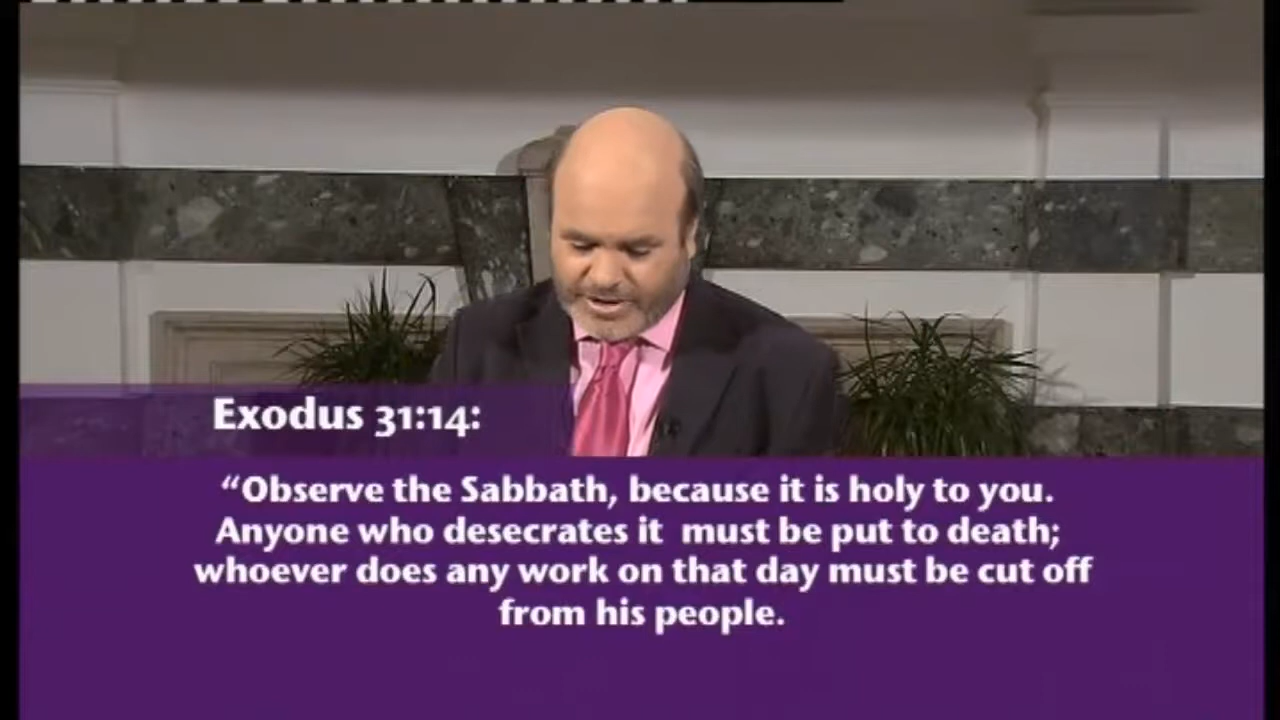 Exodus 31:14:
“Observe the Sabbath, because it is holy to you.
Anyone who desecrates it  must be put to death;
whoever does any work on that day must be cut off
from his people.